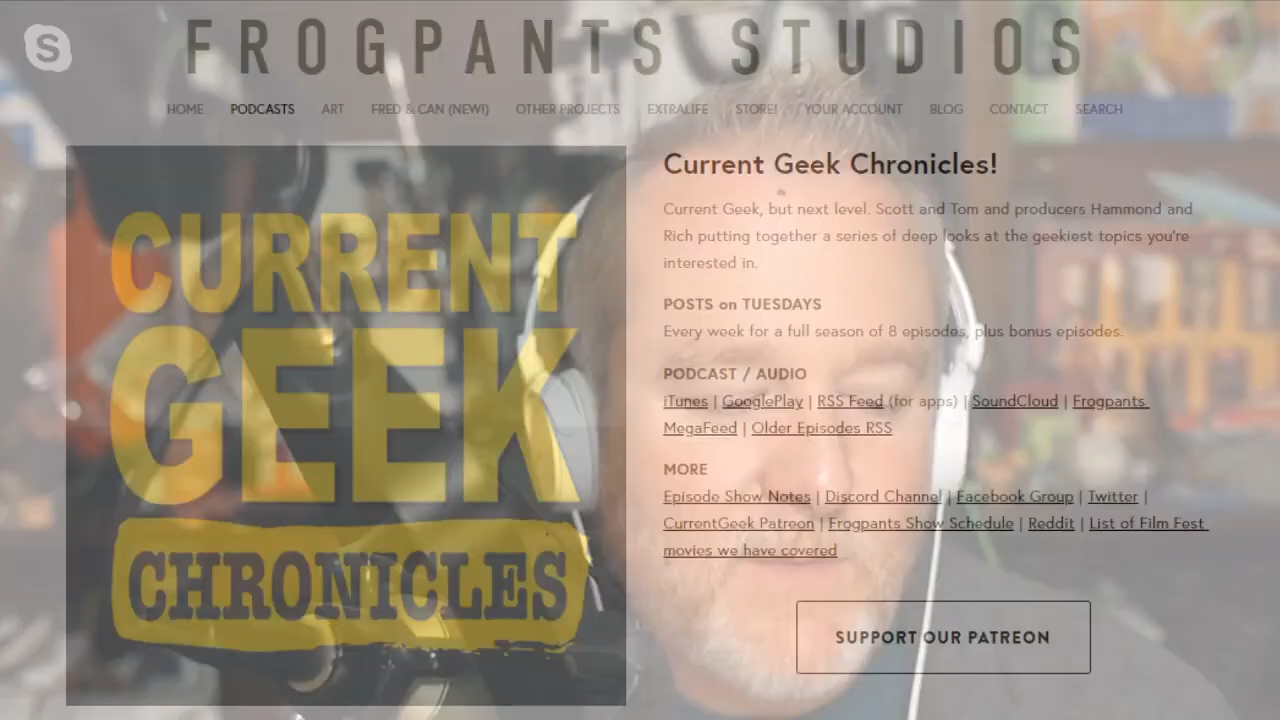 S
FROGPANTS STUDIOS
HOME PODCASTS ART FRED & CAN (NEW!) OTHER PROJECTS EXTRALIFE STORE! YOUR ACCOUNT BLOG CONTACT SEARCH
CURRENT
GEEK
CHRONICLES
Current Geek Chronicles!
Current Geek, but next level. Scott and Tom and producers Hammond and
Rich putting together a series of deep looks at the geekiest topics you're
interested in.
POSTS on TUESDAYS
Every week for a full season of 8 episodes, plus bonus episodes.
PODCAST / AUDIO
iTunes | GooglePlay | RSS Feed (for apps) | SoundCloud | Frogpants
MegaFeed | Older Episodes RSS
MORE
Episode Show Notes | Discord Channel | Facebook Group | Twitter |
CurrentGeek Patreon | Frogpants Show Schedule | Reddit | List of Film Fest
movies we have covered
SUPPORT OUR PATREON